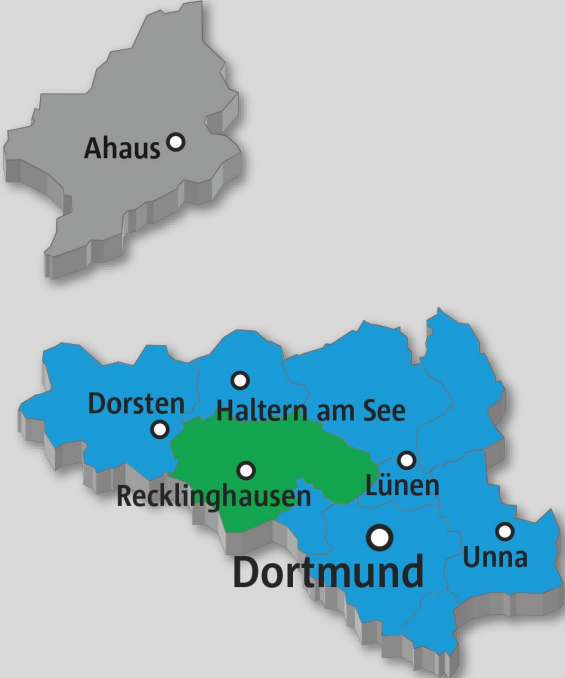 Ahaus
Dorsten
Haltern am See
Recklinghausen
Lünen
Dortmund
Unna